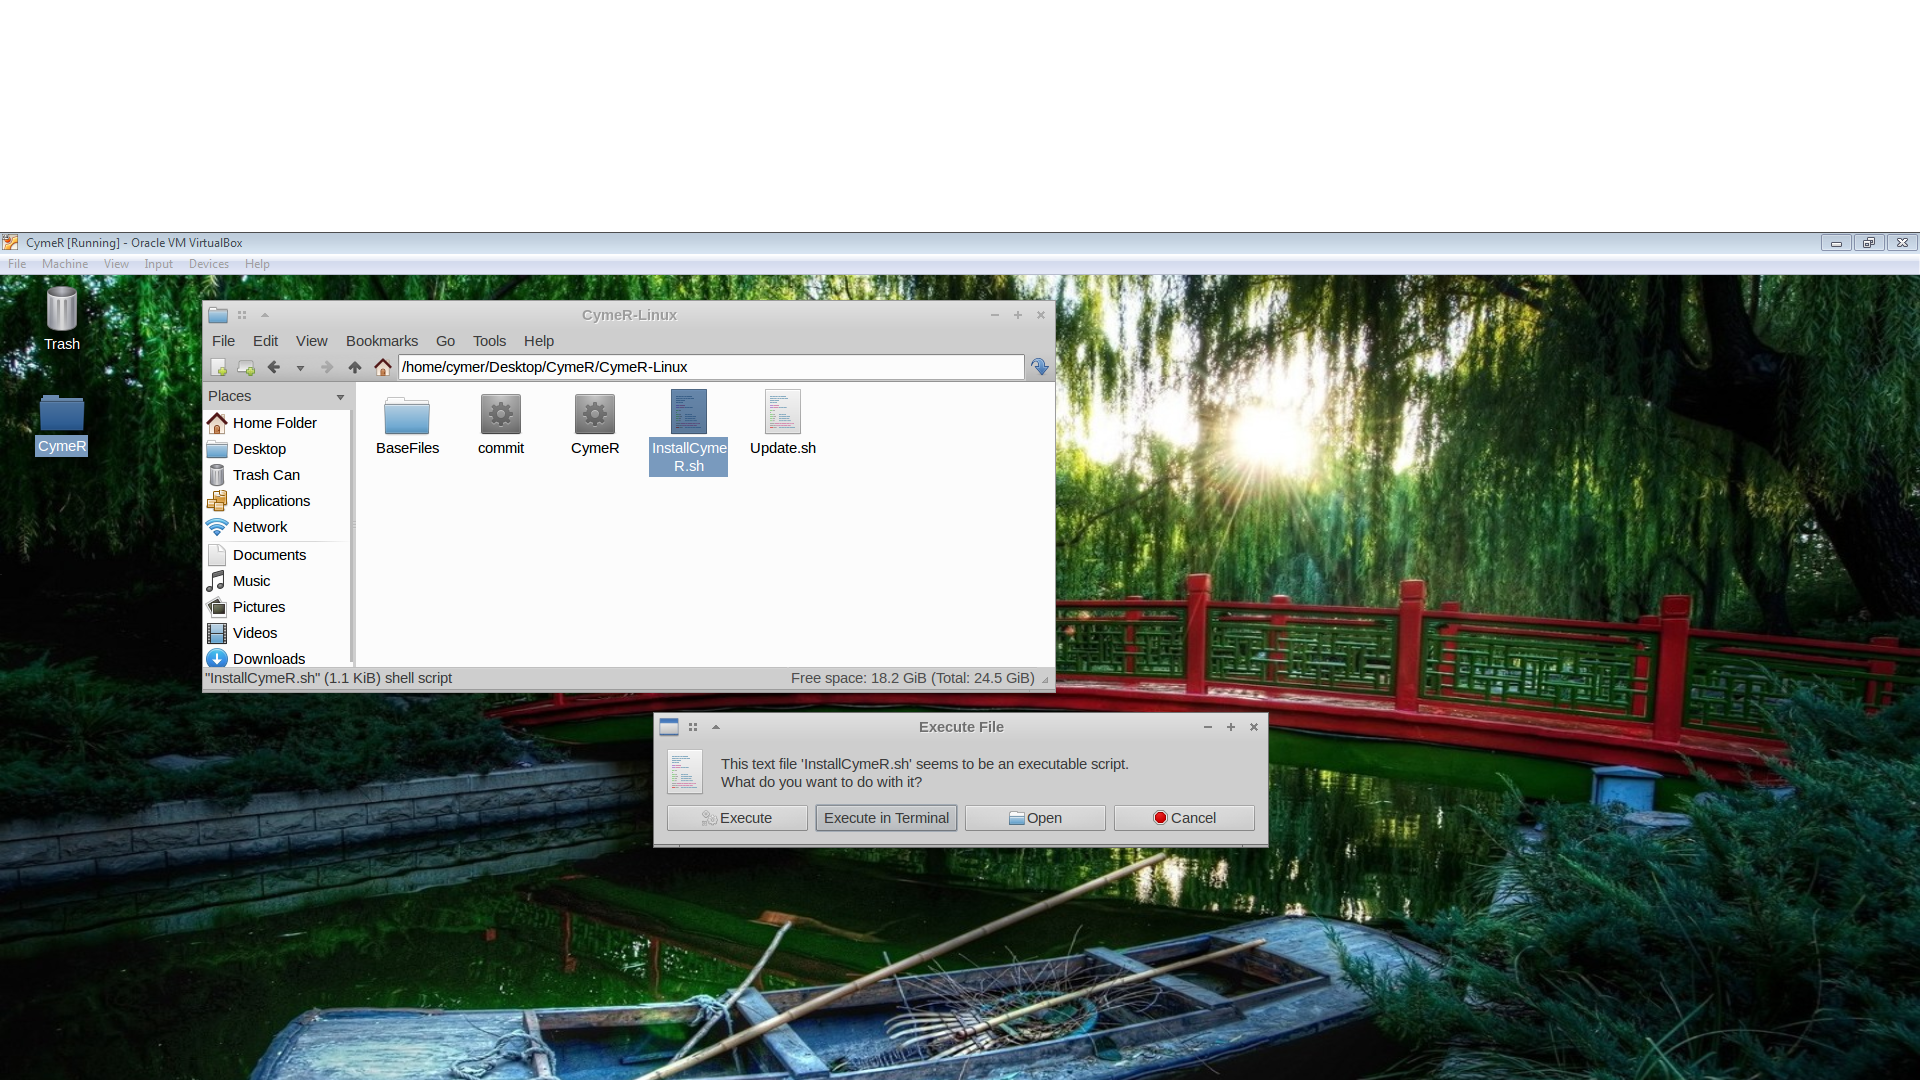 CymeR [Running] - Oracle VM VirtualBox
File Machine View Input Devices Help
Trash
CymeR
CymeR-Linux
File Edit View Bookmarks Go Tools Help
/home/cymer/Desktop/CymeR/CymeR-Linux
Places
Home Folder
Desktop
Trash Can
Applications
Network
Documents
Music
Pictures
Videos
Downloads
BaseFiles
commit
CymeR
InstallCyme
R.sh
Update.sh
"InstallCymeR.sh" (1.1 KiB) shell script
Free space: 18.2 GiB (Total: 24.5 GiB)
Execute File
This text file 'InstallCymeR.sh' seems to be an executable script.
What do you want to do with it?
Execute
Execute in Terminal
Open
Cancel